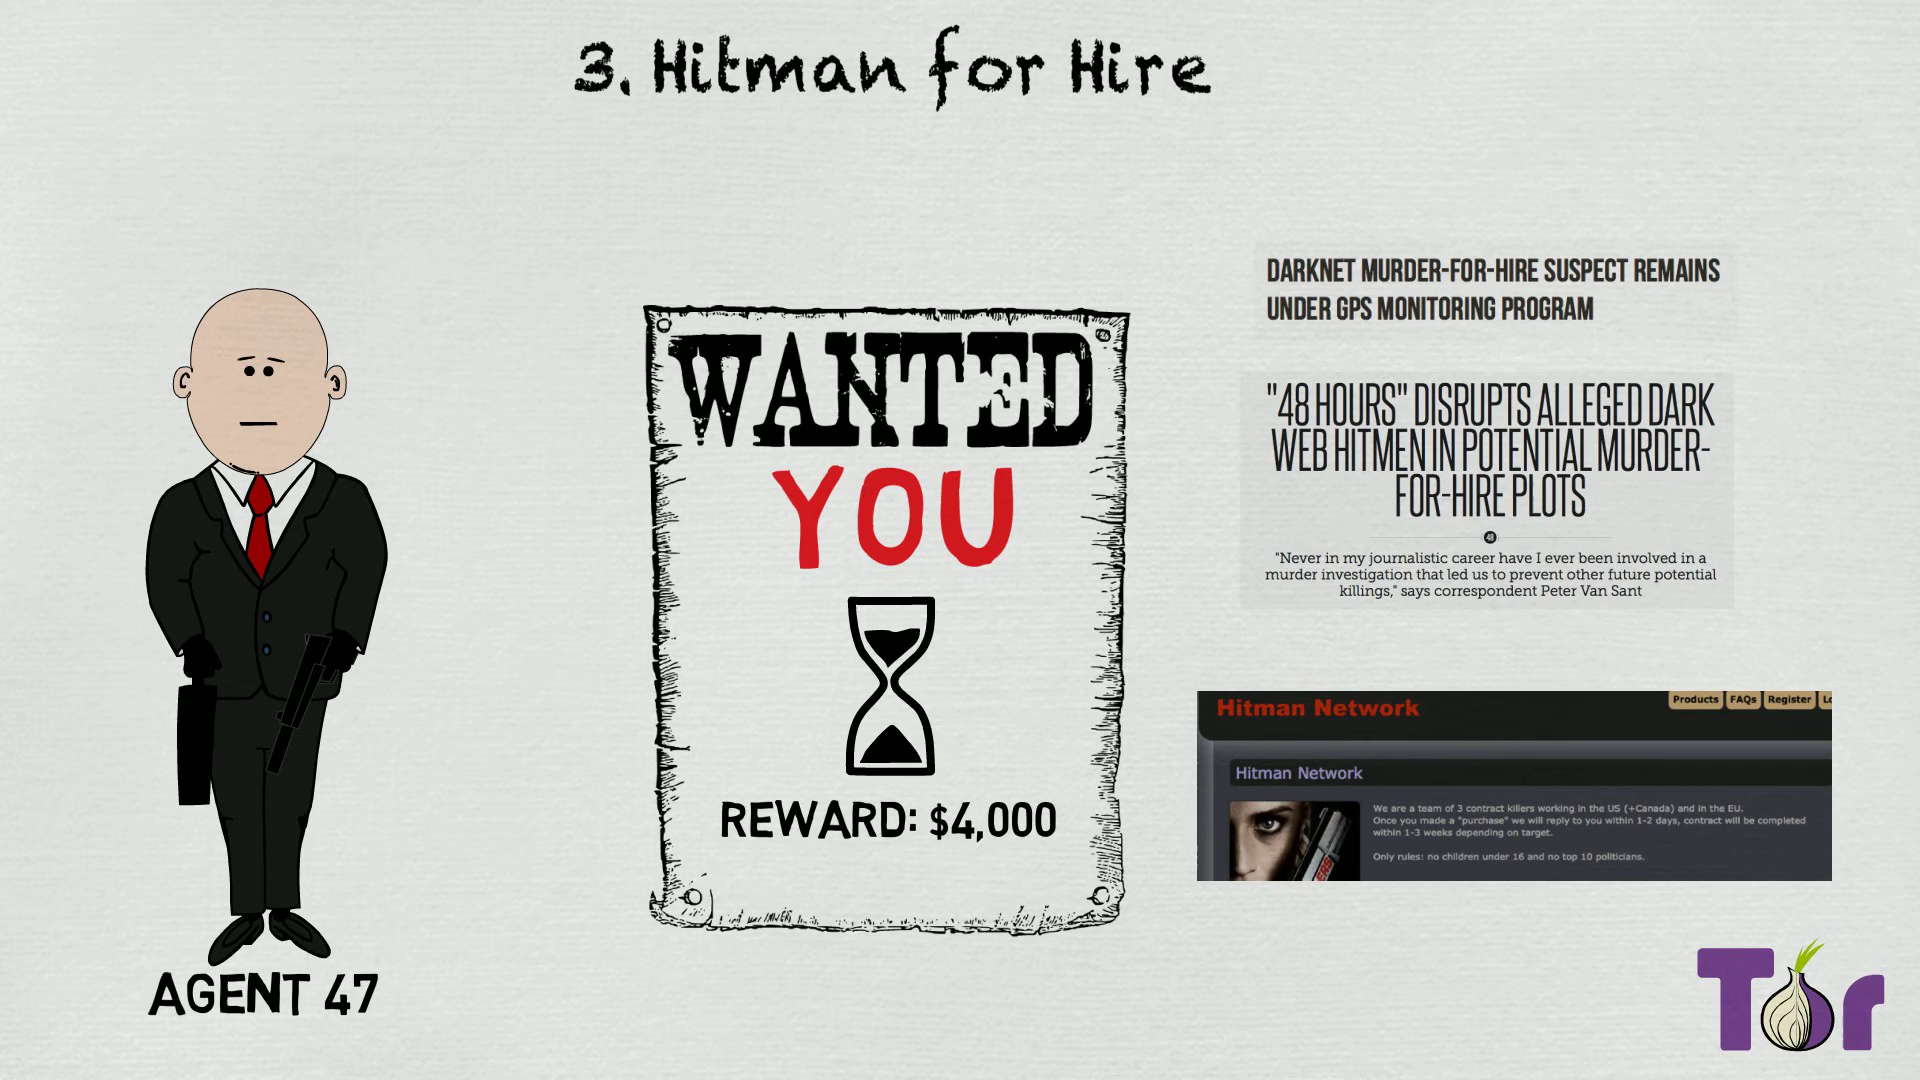 3. Hitman for Hire
WANTED
YOU
REWARD: $4,000
AGENT 47
DARKNET MURDER-FOR-HIRE SUSPECT REMAINS
UNDER GPS MONITORING PROGRAM
"48 HOURS" DISRUPTS ALLEGED DARK
WEB HITMEN IN POTENTIAL MURDER-
FOR-HIRE PLOTS
48
"Never in my journalistic career have I ever been involved in a
murder investigation that led us to prevent other future potential
killings," says correspondent Peter Van Sant
Hitman Network
Products FAQs Register
Hitman Network
We are a team of 3 contract killers working in the US (+Canada) and in the EU.
Once you made a "purchase" we will reply to you within 1-2 days, contract will be completed
within 1-3 weeks depending on target.
Only rules: no children under 16 and no top 10 politicians.
Tor